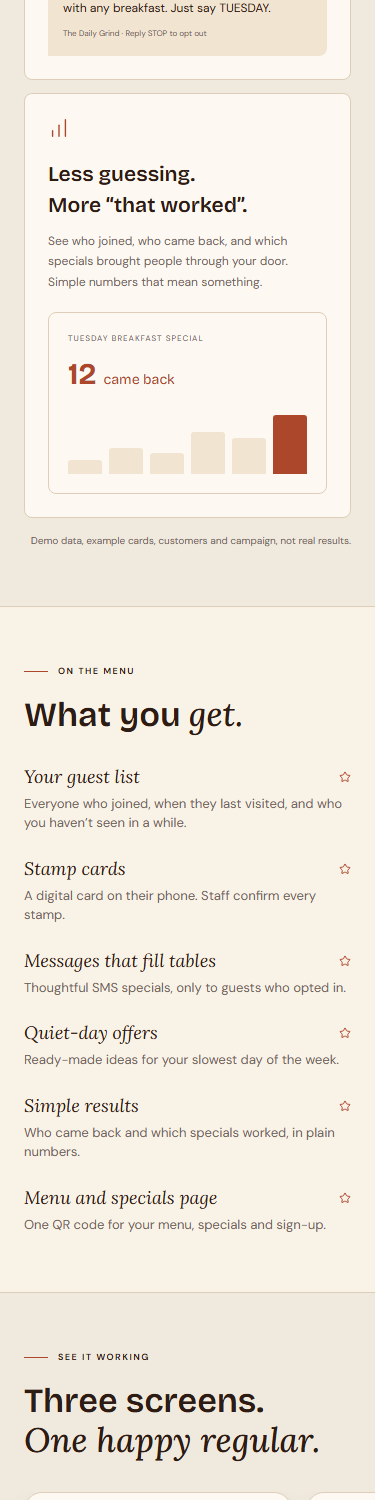 with any breakfast. Just say TUESDAY.
The Daily Grind · Reply STOP to opt out
Less guessing.
More “that worked”.
See who joined, who came back, and which
specials brought people through your door.
Simple numbers that mean something.
TUESDAY BREAKFAST SPECIAL
12 came back
Demo data, example cards, customers and campaign, not real results.
ON THE MENU
What you get.
Your guest list
Everyone who joined, when they last visited, and who
you haven’t seen in a while.
Stamp cards
A digital card on their phone. Staff confirm every
stamp.
Messages that fill tables
Thoughtful SMS specials, only to guests who opted in.
Quiet-day offers
Ready-made ideas for your slowest day of the week.
Simple results
Who came back and which specials worked, in plain
numbers.
Menu and specials page
One QR code for your menu, specials and sign-up.
SEE IT WORKING
Three screens.
One happy regular.